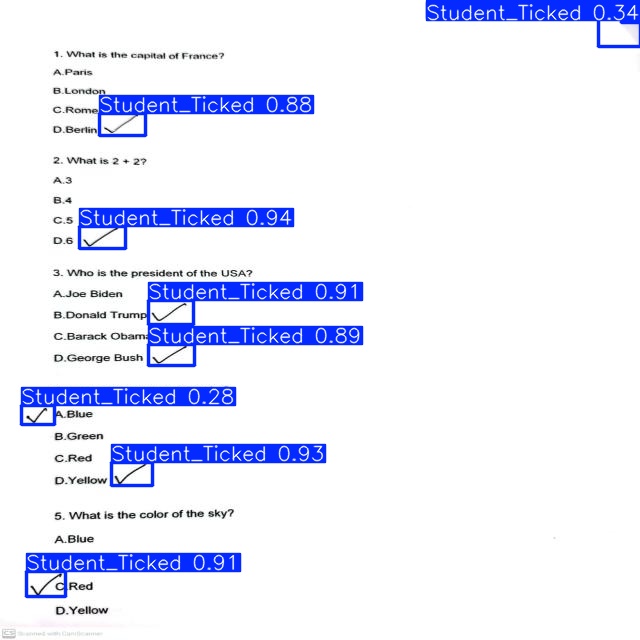 Student_Ticked 0.34
1. What is the capital of France?
A.Paris
B.London
C.Rome
Student_Ticked 0.88
D.Berlin
2. What is 2 + 2?
A.3
B.4
C.5
Student_Ticked 0.94
D.6
3. Who is the president of the USA?
A.Joe Biden
Student_Ticked 0.91
B.Donald Trump
C.Barack Obam
Student_Ticked 0.89
D.George Bush
Student_Ticked 0.28
A.Blue
B.Green
C.Red
Student_Ticked 0.93
D.Yellow
5. What is the color of the sky?
A.Blue
Student_Ticked 0.91
C.Red
D.Yellow
CS Scanned with CamScanner